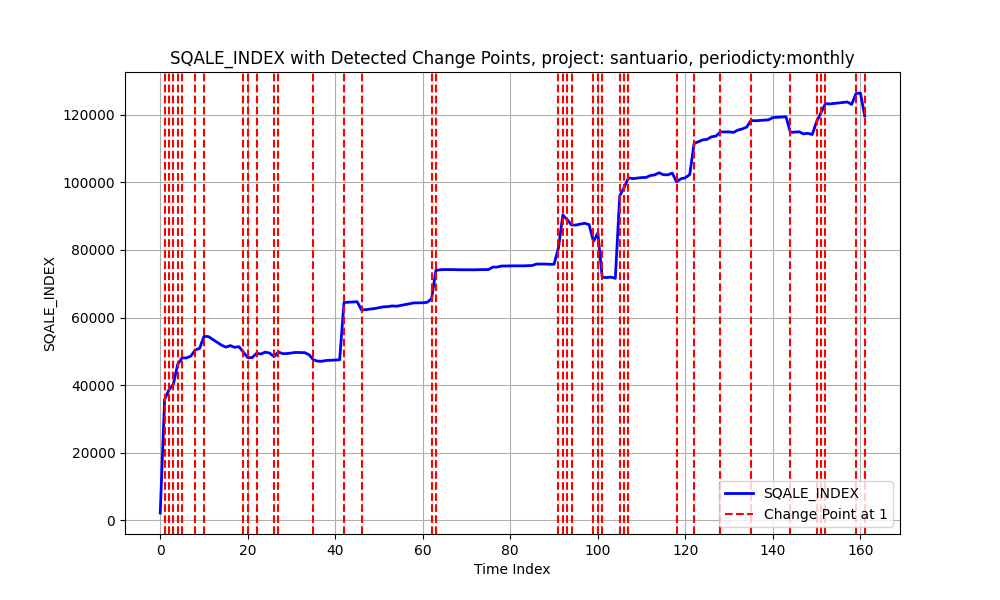 SQALE_INDEX with Detected Change Points, project: santuario, periodicty:monthly
120000
100000
80000
60000
40000
20000
0
SQALE_INDEX
0 20 40 60 80 100 120 140 160
Time Index
SQALE_INDEX
Change Point at 1